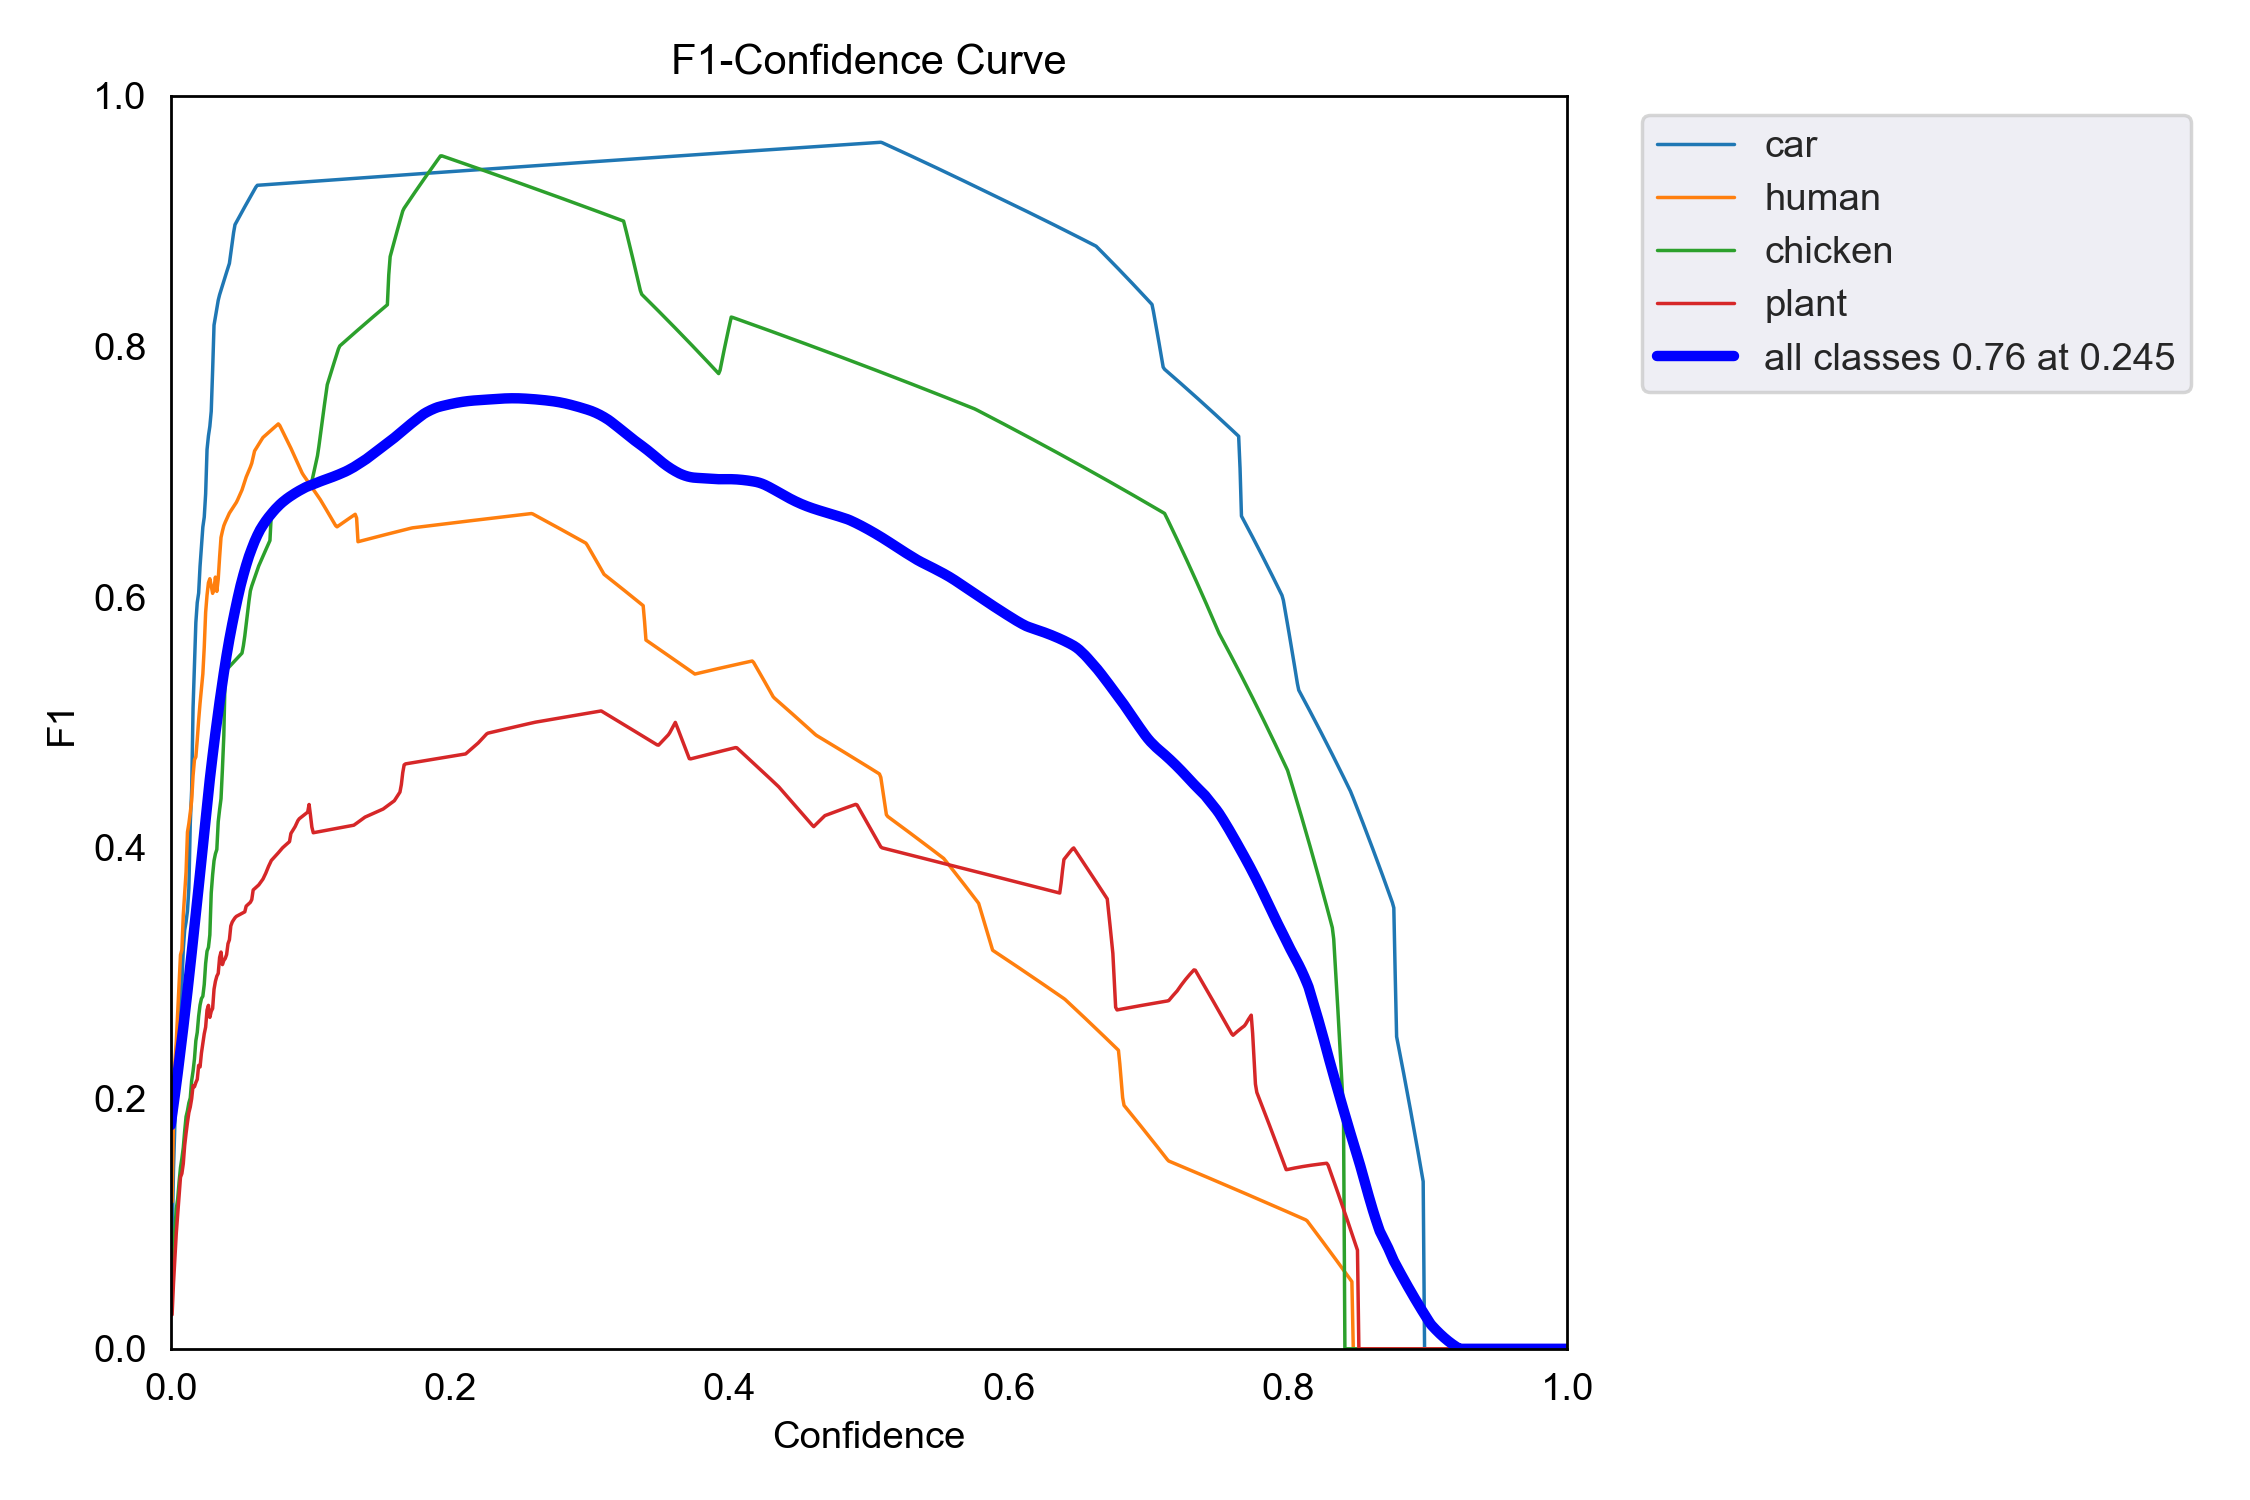 F1-Confidence Curve
1.0
0.8
0.6
0.4
0.2
0.0
F1
0.0 0.2 0.4 0.6 0.8 1.0
Confidence
car
human
chicken
plant
all classes 0.76 at 0.245